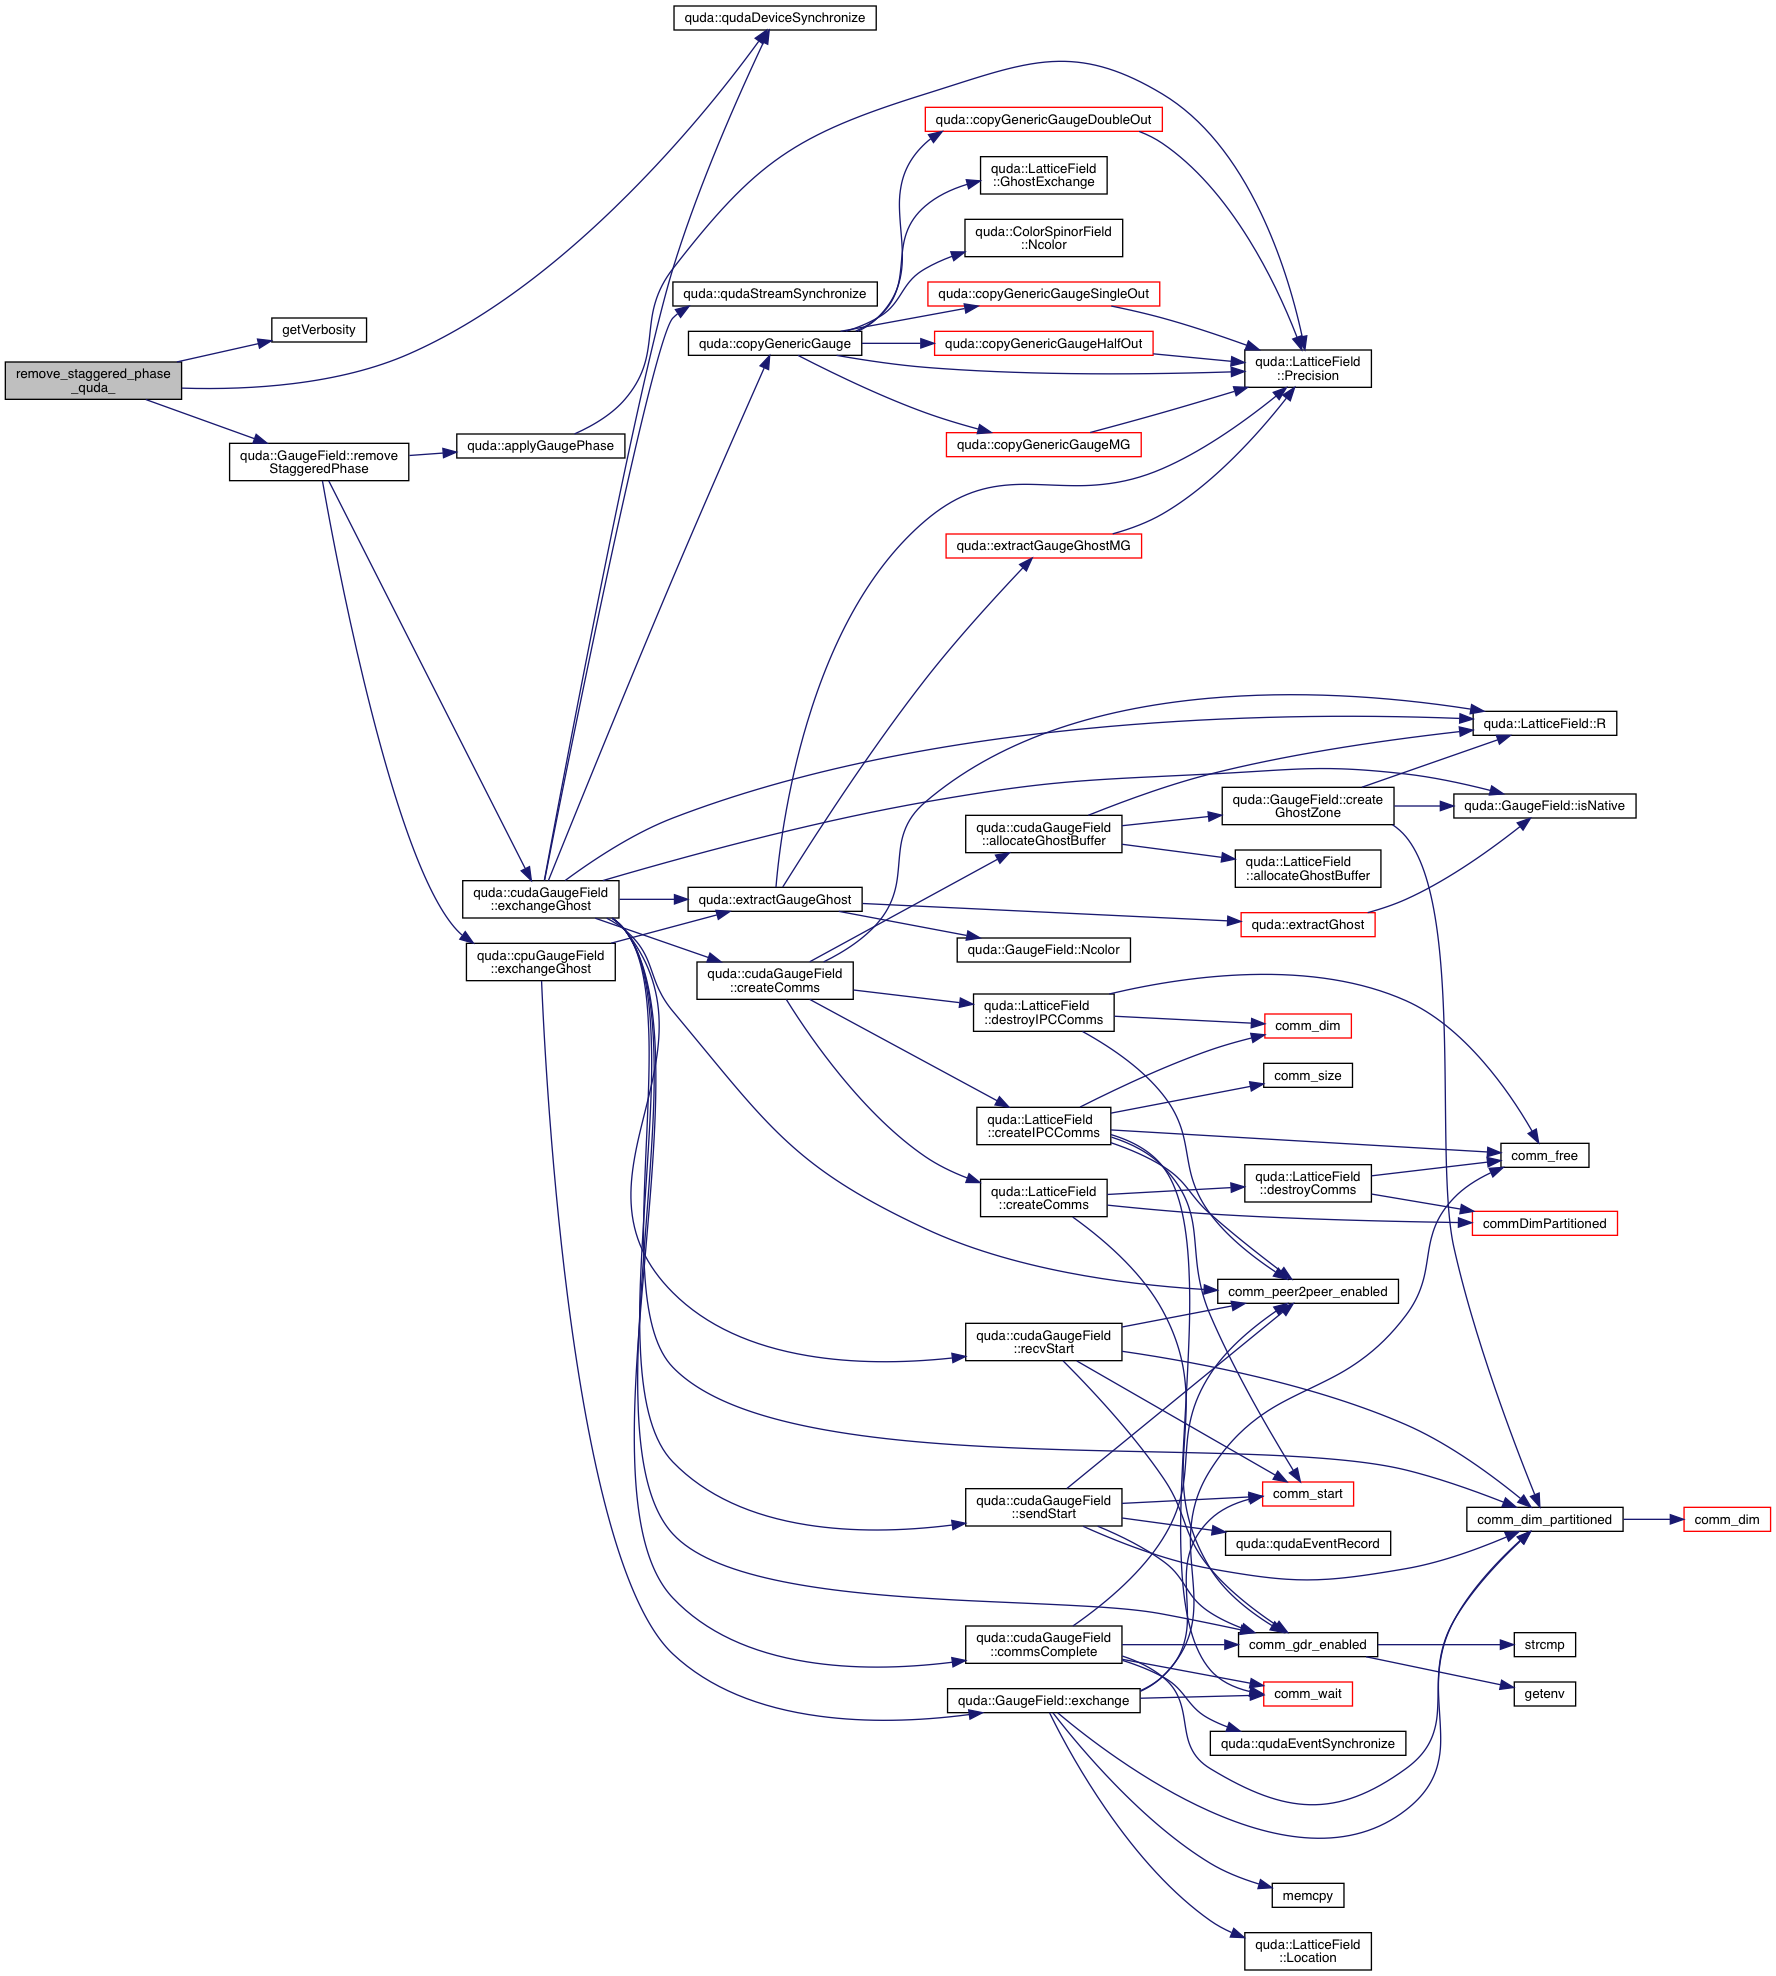 quda::qudaDeviceSynchronize
quda::copyGenericGaugeDoubleOut
quda::LatticeField
::GhostExchange
quda::ColorSpinorField
::Ncolor
quda::qudaStreamSynchronize
quda::copyGenericGaugeSingleOut
getVerbosity
quda::copyGenericGauge
quda::copyGenericGaugeHalfOut
quda::LatticeField
::Precision
remove_staggered_phase
_quda_
quda::applyGaugePhase
quda::copyGenericGaugeMG
quda::GaugeField::remove
StaggeredPhase
quda::extractGaugeGhostMG
quda::LatticeField::R
quda::GaugeField::create
GhostZone
quda::GaugeField::isNative
quda::cudaGaugeField
::allocateGhostBuffer
quda::LatticeField
::allocateGhostBuffer
quda::cudaGaugeField
::exchangeGhost
quda::extractGaugeGhost
quda::extractGhost
quda::GaugeField::Ncolor
quda::cpuGaugeField
::exchangeGhost
quda::cudaGaugeField
::createComms
quda::LatticeField
::destroyIPCComms
comm_dim
comm_size
quda::LatticeField
::createIPCComms
comm_free
quda::LatticeField
::destroyComms
quda::LatticeField
::createComms
commDimPartitioned
comm_peer2peer_enabled
quda::cudaGaugeField
::recvStart
comm_start
quda::cudaGaugeField
::sendStart
comm_dim_partitioned
comm_dim
quda::qudaEventRecord
quda::cudaGaugeField
::commsComplete
comm_gdr_enabled
strcmp
getenv
comm_wait
quda::GaugeField::exchange
quda::qudaEventSynchronize
memcpy
quda::LatticeField
::Location